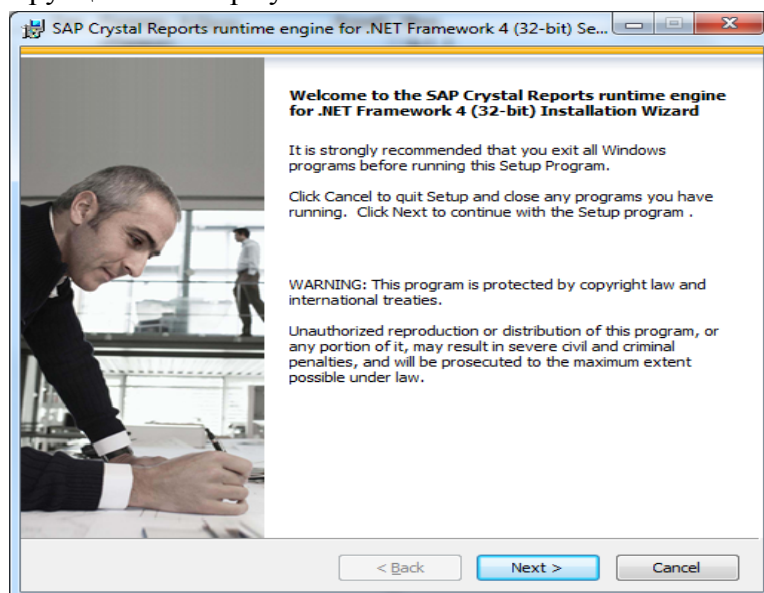 SAP Crystal Reports runtime engine for .NET Framework 4 (32-bit) Se...
Welcome to the SAP Crystal Reports runtime engine
for .NET Framework 4 (32-bit) Installation Wizard
It is strongly recommended that you exit all Windows
programs before running this Setup Program.
Click Cancel to quit Setup and close any programs you have
running. Click Next to continue with the Setup program .
WARNING: This program is protected by copyright law and
international treaties.
Unauthorized reproduction or distribution of this program, or
any portion of it, may result in severe civil and criminal
penalties, and will be prosecuted to the maximum extent
possible under law.
< Back
Next >
Cancel